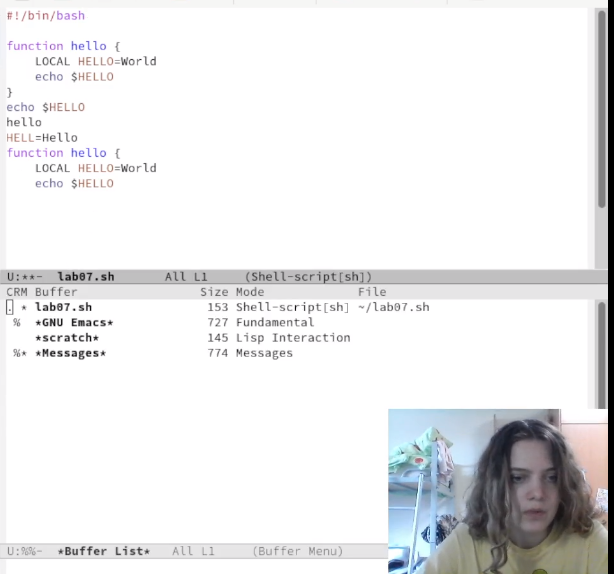 #!/bin/bash
function hello {
    LOCAL HELLO=World
    echo $HELLO
}
echo $HELLO
hello
HELL=Hello
function hello {
    LOCAL HELLO=World
    echo $HELLO
U:**-  lab07.sh       All L1     (Shell-script[sh])
CRM Buffer                 Size Mode             File
. * lab07.sh                153 Shell-script[sh] ~/lab07.sh
 %  *GNU Emacs*             727 Fundamental
    *scratch*               145 Lisp Interaction
 %* *Messages*              774 Messages
U:%%-  *Buffer List*   All L1     (Buffer Menu)